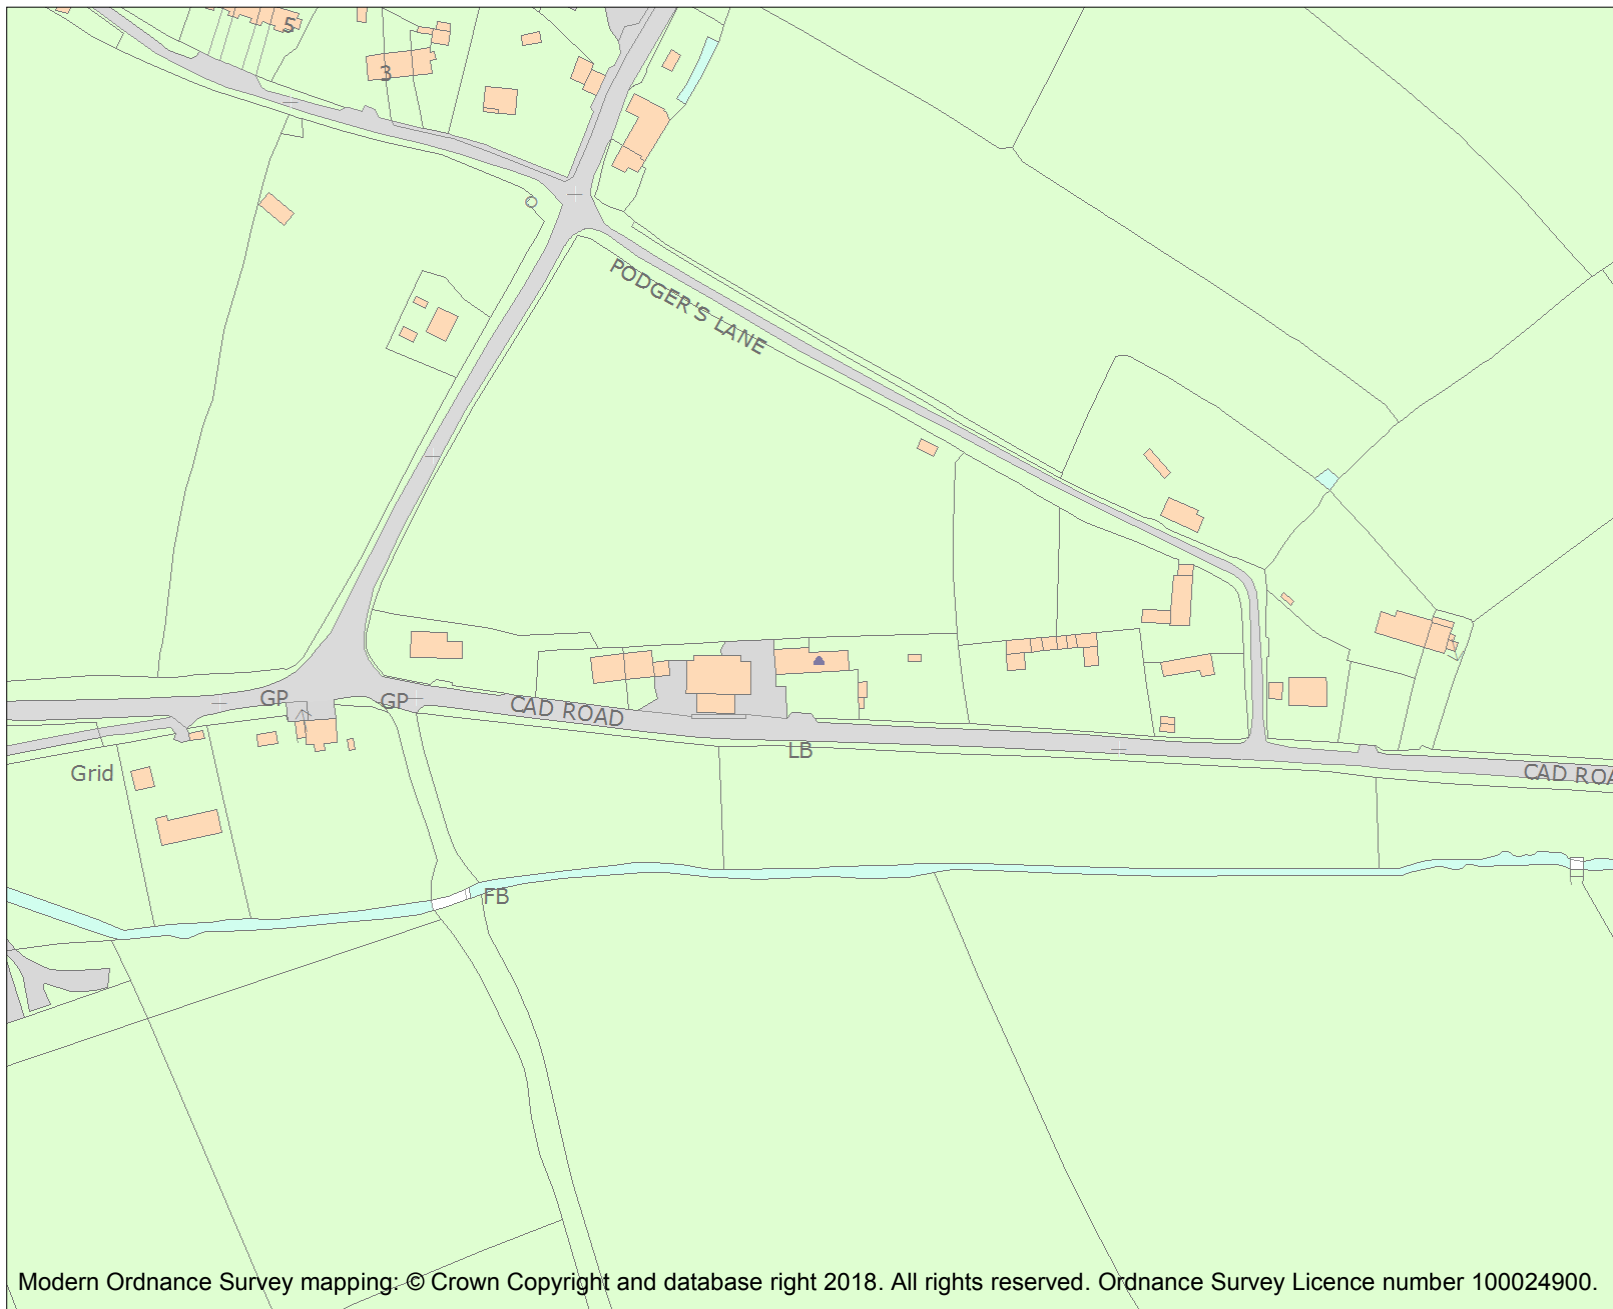 5
3
PODGER'S LANE
GP
GP
CAD ROAD
LB
Grid
CAD ROA
FB
Modern Ordnance Survey mapping: © Crown Copyright and database right 2018. All rights reserved. Ordnance Survey Licence number 100024900.